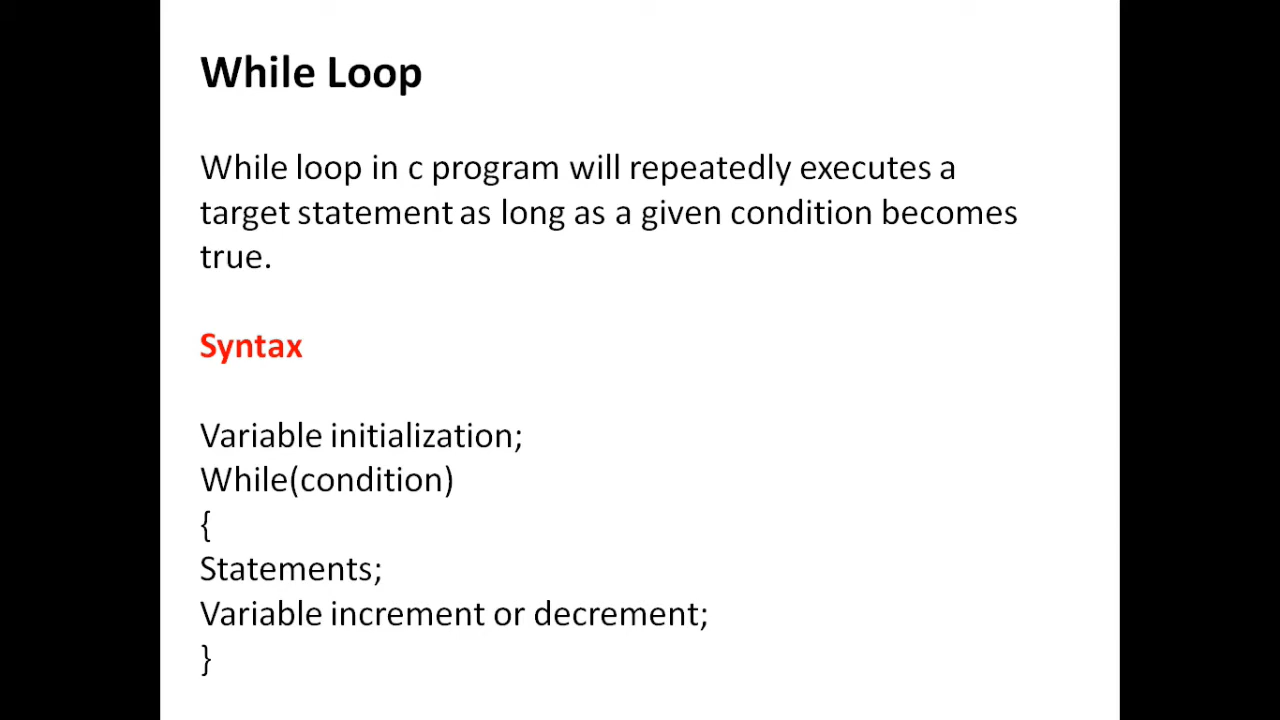 While Loop
While loop in c program will repeatedly executes a
target statement as long as a given condition becomes
true.
Syntax
Variable initialization;
While(condition)
{
Statements;
Variable increment or decrement;
}